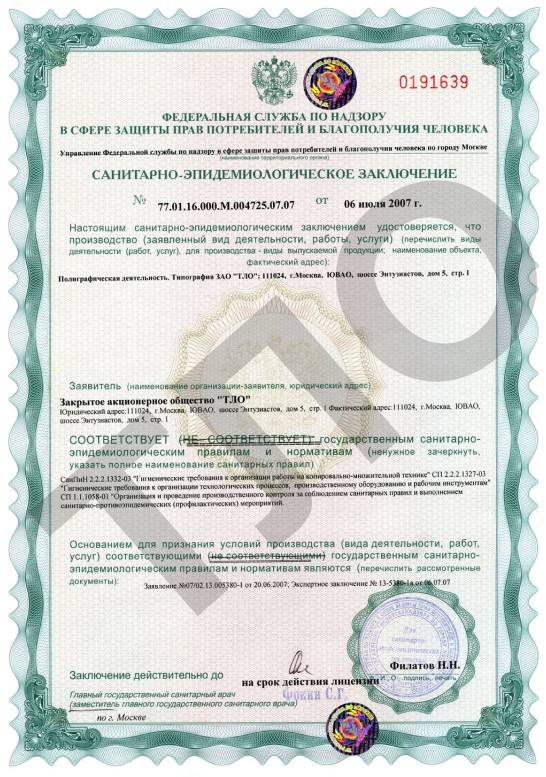 0191639
ФЕДЕРАЛЬНАЯ СЛУЖБА ПО НАДЗОРУ
В СФЕРЕ ЗАЩИТЫ ПРАВ ПОТРЕБИТЕЛЕЙ И БЛАГОПОЛУЧИЯ ЧЕЛОВЕКА
Управление Федеральной службы по надзору в сфере защиты прав потребителей и благополучия человека по городу Москве
(наименование территориального органа)
САНИТАРНО-ЭПИДЕМИОЛОГИЧЕСКОЕ ЗАКЛЮЧЕНИЕ
№ 77.01.16.000.М.004725.07.07 от 06 июля 2007 г.
Настоящим санитарно-эпидемиологическим заключением удостоверяется, что
производство (заявленный вид деятельности, работы, услуги) (перечислить виды
деятельности (работ, услуг), для производства - виды выпускаемой продукции; наименование объекта,
фактический адрес):
Полиграфическая деятельность. Типография ЗАО "ТЛО"; 111024, г.Москва, ЮВАО, шоссе Энтузиастов, дом 5, стр. 1
ТЛО
Заявитель (наименование организации-заявителя, юридический адрес)
Закрытое акционерное общество "ТЛО"
Юридический адрес:111024, г.Москва, ЮВАО, шоссе Энтузиастов, дом 5, стр. 1 Фактический адрес:111024, г.Москва, ЮВАО,
шоссе Энтузиастов, дом 5, стр. 1
СООТВЕТСТВУЕТ (НЕ СООТВЕТСТВУЕТ) государственным санитарно-
эпидемиологическим правилам и нормативам (ненужное зачеркнуть,
указать полное наименование санитарных правил)
СанПиН 2.2.2.1332-03 "Гигиенические требования к организации работы на копировально-множительной технике" СП 2.2.2.1327-03
"Гигиенические требования к организации технологических процессов, производственному оборудованию и рабочим инструментам"
СП 1.1.1058-01 "Организация и проведение производственного контроля за соблюдением санитарных правил и выполнением
санитарно-противоэпидемических (профилактических) мероприятий.
Основанием для признания условий производства (вида деятельности, работ,
услуг) соответствующими (не соответствующими) государственным санитарно-
эпидемиологическим правилам и нормативам являются (перечислить рассмотренные
документы):
Заявление №07/02.13.005380-1 от 20.06.2007; Экспертное заключение № 13-5380-1я от 06.07.07
Для
санитарно-
Филатов Н.Н.
Заключение действительно до на срок действия лицензии
И. О. подпись, печать
Фокин С.Г.
Главный государственный санитарный врач
(заместитель главного государственного санитарного врача)
по г. Москве